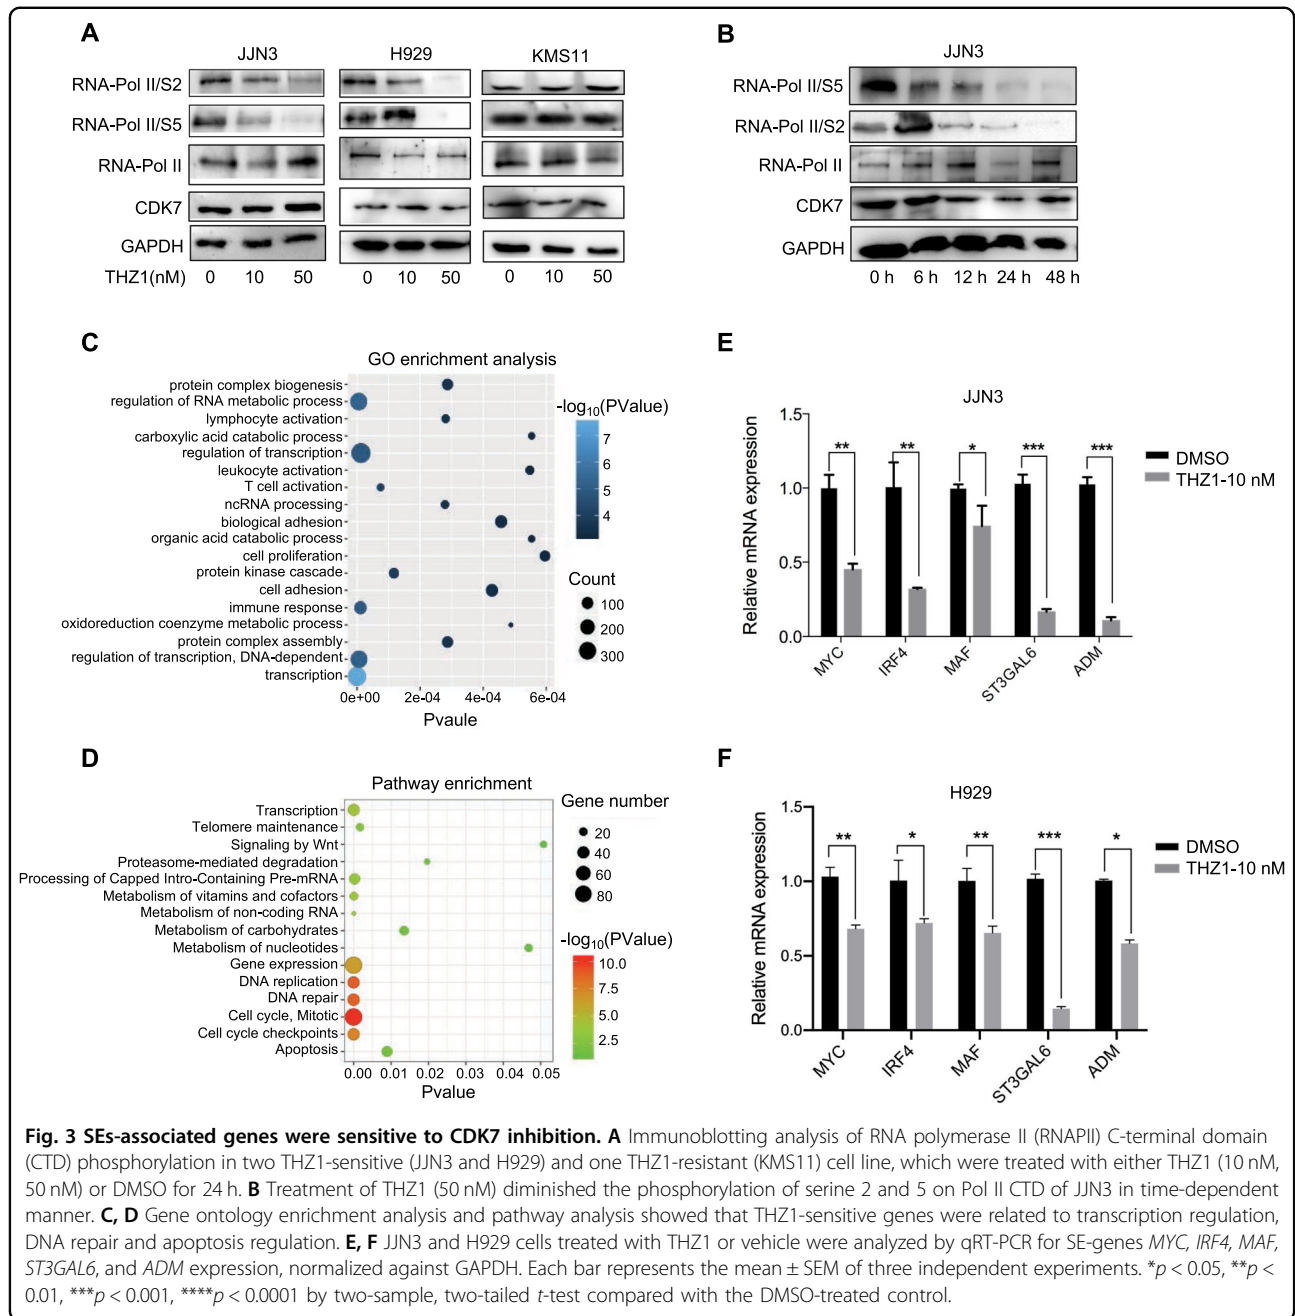 A
JJN3 H929 KMS11
RNA-Pol II/S2
RNA-Pol II/S5
RNA-Pol II
CDK7
GAPDH
THZ1(nM) 0 10 50 0 10 50 0 10 50
B
JJN3
RNA-Pol II/S5
RNA-Pol II/S2
RNA-Pol II
CDK7
GAPDH
0 h 6 h 12 h 24 h 48 h
C
GO enrichment analysis
protein complex biogenesis
regulation of RNA metabolic process
lymphocyte activation
carboxylic acid catabolic process
regulation of transcription
leukocyte activation
T cell activation
ncRNA processing
biological adhesion
organic acid catabolic process
cell proliferation
protein kinase cascade
cell adhesion
immune response
oxidoreduction coenzyme metabolic process
protein complex assembly
regulation of transcription, DNA-dependent
transcription
0e+00 2e-04 4e-04 6e-04
Pvaule
-log10(PValue)
7
6
5
4
Count
100
200
300
D
Pathway enrichment
Transcription
Telomere maintenance
Signaling by Wnt
Proteasome-mediated degradation
Processing of Capped Intro-Containing Pre-mRNA
Metabolism of vitamins and cofactors
Metabolism of non-coding RNA
Metabolism of carbohydrates
Metabolism of nucleotides
Gene expression
DNA replication
DNA repair
Cell cycle, Mitotic
Cell cycle checkpoints
Apoptosis
0.00 0.01 0.02 0.03 0.04 0.05
Pvalue
Gene number
20
40
60
80
-log10(PValue)
10.0
7.5
5.0
2.5
E
JJN3
Relative mRNA expression
1.5
1.0
0.5
0.0
** ** * *** ***
MYC IRF4 MAF ST3GAL6 ADM
DMSO
THZ1-10 nM
F
H929
Relative mRNA expression
1.5
1.0
0.5
0.0
** * ** *** *
MYC IRF4 MAF ST3GAL6 ADM
DMSO
THZ1-10 nM
Fig. 3 SEs-associated genes were sensitive to CDK7 inhibition. A Immunoblotting analysis of RNA polymerase II (RNAPII) C-terminal domain
(CTD) phosphorylation in two THZ1-sensitive (JJN3 and H929) and one THZ1-resistant (KMS11) cell line, which were treated with either THZ1 (10 nM,
50 nM) or DMSO for 24 h. B Treatment of THZ1 (50 nM) diminished the phosphorylation of serine 2 and 5 on Pol II CTD of JJN3 in time-dependent
manner. C, D Gene ontology enrichment analysis and pathway analysis showed that THZ1-sensitive genes were related to transcription regulation,
DNA repair and apoptosis regulation. E, F JJN3 and H929 cells treated with THZ1 or vehicle were analyzed by qRT-PCR for SE-genes MYC, IRF4, MAF,
ST3GAL6, and ADM expression, normalized against GAPDH. Each bar represents the mean ± SEM of three independent experiments. *p < 0.05, **p <
0.01, ***p < 0.001, ****p < 0.0001 by two-sample, two-tailed t-test compared with the DMSO-treated control.